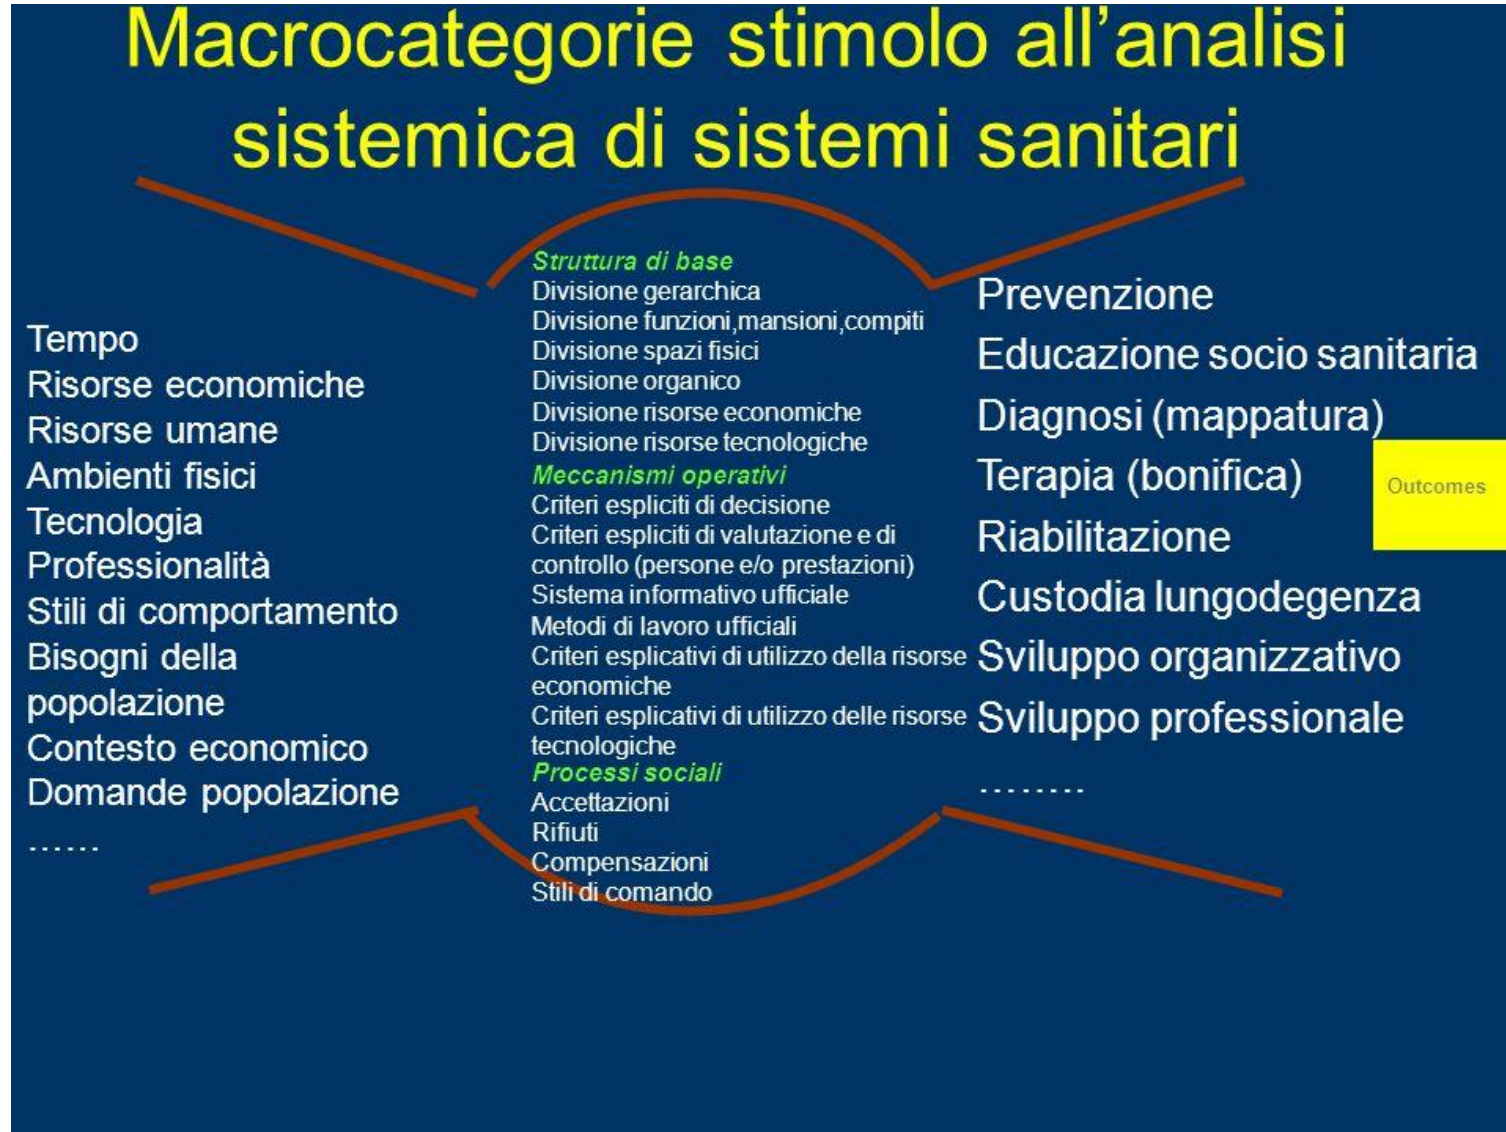 Macrocategorie stimolo all’analisi
sistemica di sistemi sanitari
Tempo
Risorse economiche
Risorse umane
Ambienti fisici
Tecnologia
Professionalità
Stili di comportamento
Bisogni della
popolazione
Contesto economico
Domande popolazione
……
Struttura di base
Divisione gerarchica
Divisione funzioni,mansioni,compiti
Divisione spazi fisici
Divisione organico
Divisione risorse economiche
Divisione risorse tecnologiche
Meccanismi operativi
Criteri espliciti di decisione
Criteri espliciti di valutazione e di
controllo (persone e/o prestazioni)
Sistema informativo ufficiale
Metodi di lavoro ufficiali
Criteri esplicativi di utilizzo della risorse
economiche
Criteri esplicativi di utilizzo delle risorse
tecnologiche
Processi sociali
Accettazioni
Rifiuti
Compensazioni
Stili di comando
Prevenzione
Educazione socio sanitaria
Diagnosi (mappatura)
Terapia (bonifica)
Riabilitazione
Custodia lungodegenza
Sviluppo organizzativo
Sviluppo professionale
……..
Outcomes